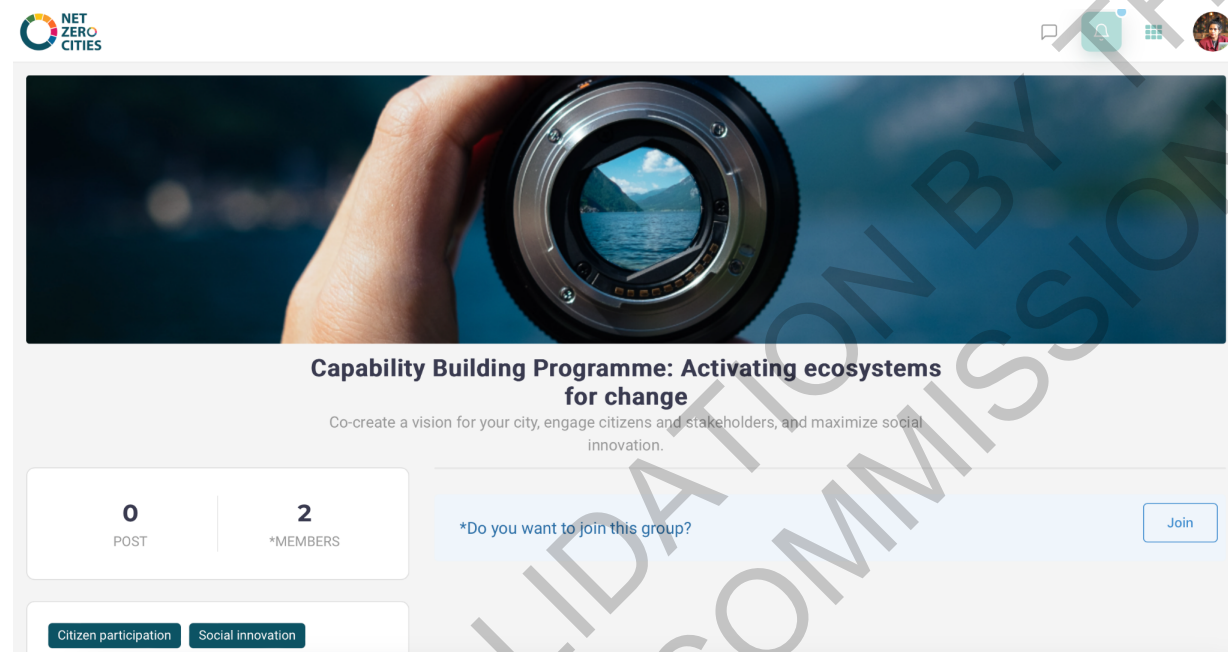 NET
ZERO
CITIES
Capability Building Programme: Activating ecosystems
for change
Co-create a vision for your city, engage citizens and stakeholders, and maximize social
innovation.
0
POST
2
*MEMBERS
*Do you want to join this group?
Join
Citizen participation
Social innovation